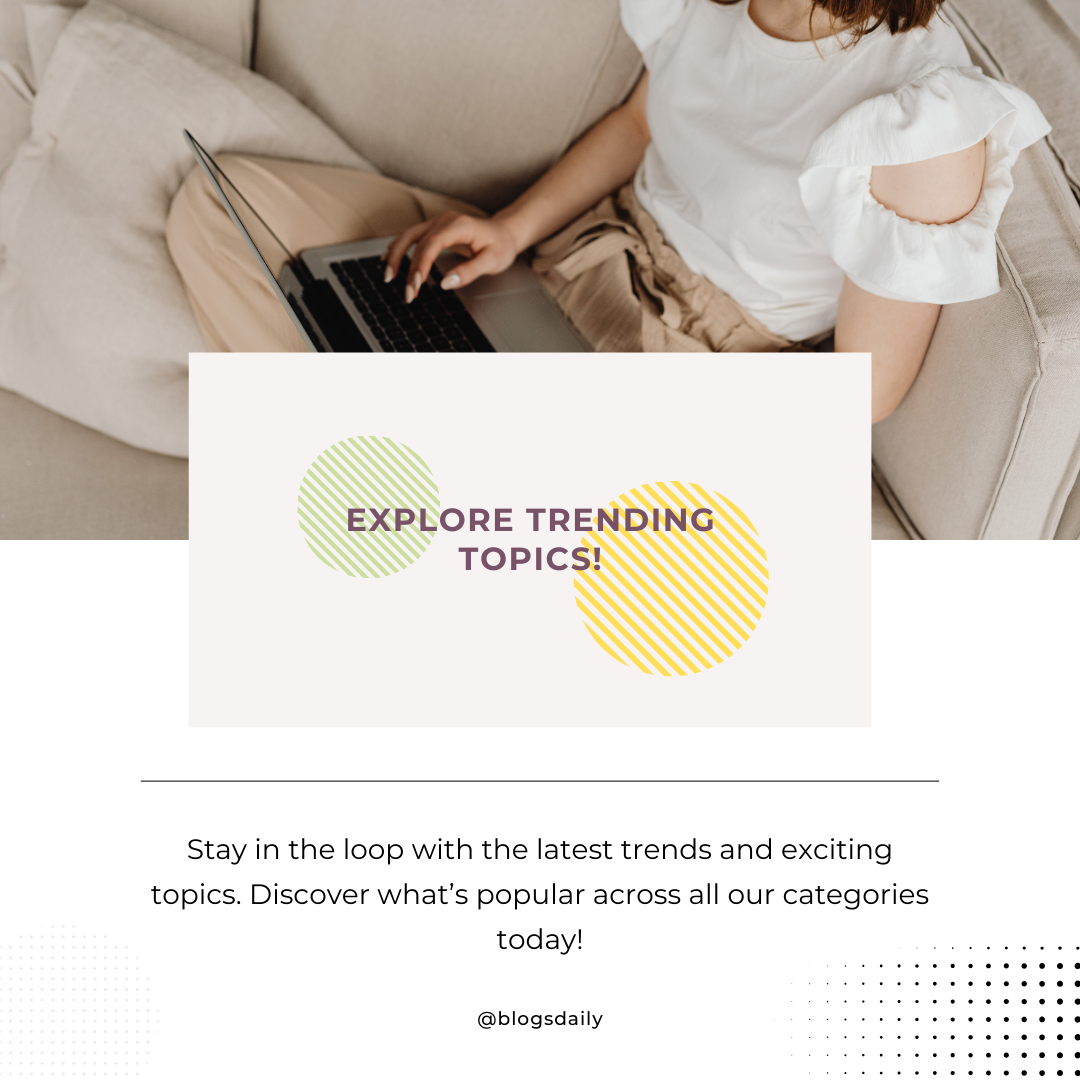 EXPLORE TRENDING
TOPICS!
Stay in the loop with the latest trends and exciting
topics. Discover what’s popular across all our categories
today!
@blogsdaily